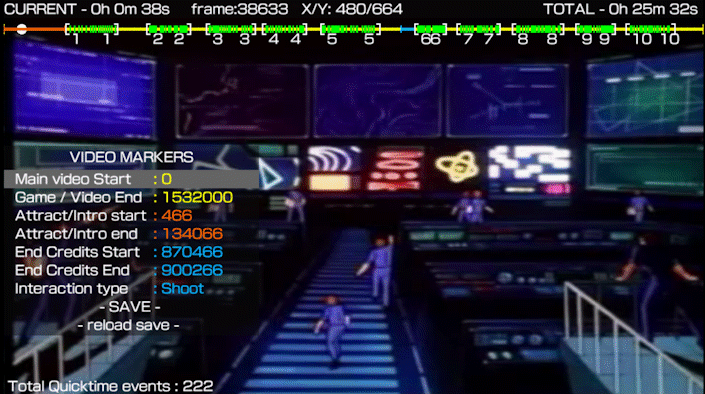 CURRENT - 0h 0m 38s frame:38633 X/Y: 480/664 TOTAL - 0h 25m 32s
1 1 2 2 3 3 4 4 5 5 66 7 7 8 8 9 9 10 10
VIDEO MARKERS
Main video Start : 0
Game / Video End : 1532000
Attract/Intro start : 466
Attract/Intro end : 134066
End Credits Start : 870466
End Credits End : 900266
Interaction type : Shoot
- SAVE -
- reload save -
Total Quicktime events : 222